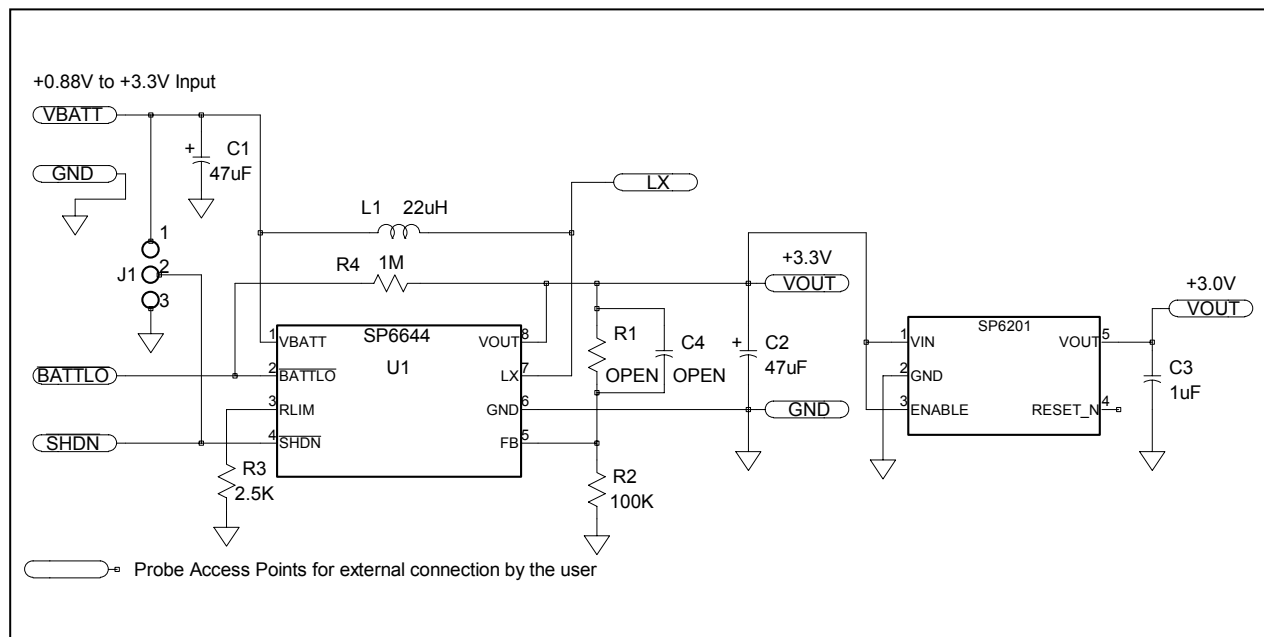 +0.88V to +3.3V Input
VBATT
GND
+
C1
47uF
LX
L1 22uH
1
J1
2
3
R4 1M
+3.3V
VOUT
+3.0V
VOUT
SP6644
U1
1
VBATT
2
BATTLO
3
RLIM
4
SHDN
VOUT
8
LX
7
GND
6
FB
5
R1
OPEN
C4
OPEN
+
C2
47uF
GND
SP6201
1
VIN
2
GND
3
ENABLE
VOUT
5
RESET_N
4
C3
1uF
BATTLO
SHDN
R3
2.5K
R2
100K
Probe Access Points for external connection by the user